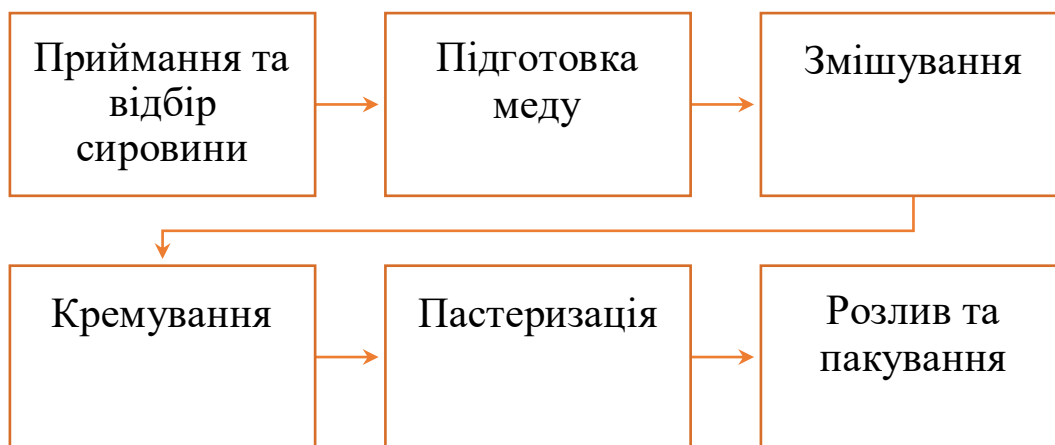 Приймання та
відбір
сировини
Підготовка
меду
Змішування
Кремування
Пастеризація
Розлив та
пакування